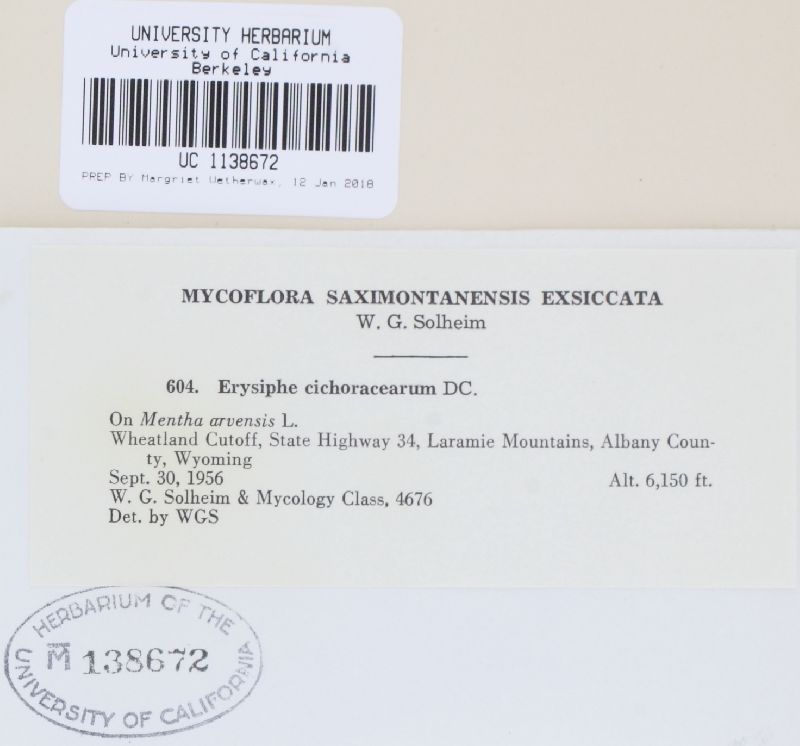 UNIVERSITY HERBARIUM
University of California
Berkeley
UC 1138672
PREP BY Margriet Wetherwax, 12 Jan 2018
MYCOFLORA SAXIMONTANENSIS EXSICCATA
W. G. Solheim
604. Erysiphe cichoracearum DC.
On Mentha arvensis L.
Wheatland Cutoff, State Highway 34, Laramie Mountains, Albany Coun-
ty, Wyoming
Sept. 30, 1956 Alt. 6,150 ft.
W. G. Solheim & Mycology Class, 4676
Det. by WGS
HERBARIUM OF THE
M 138672
UNIVERSITY OF CALIFORNIA